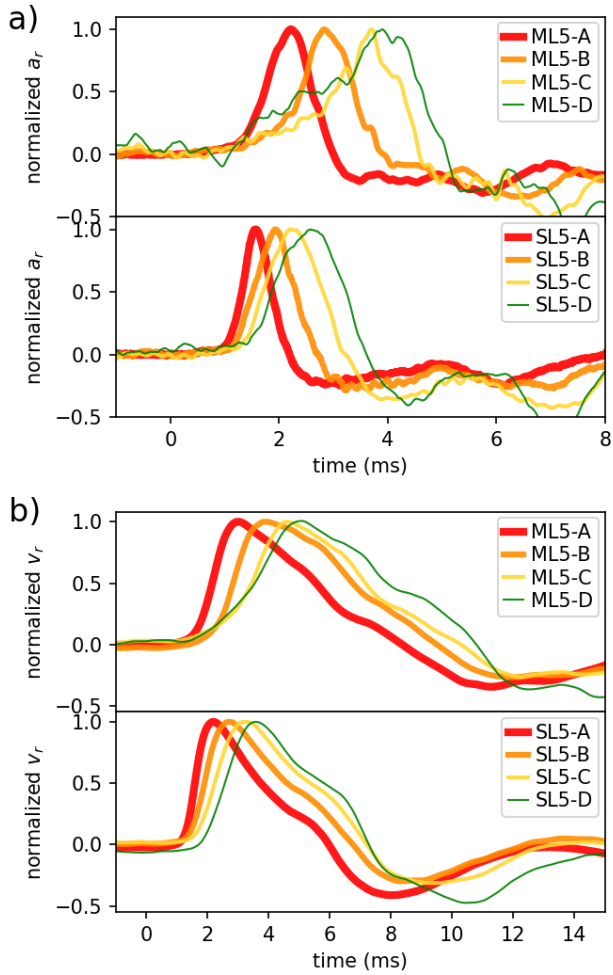 a)
normalized a_r
1.0
0.5
0.0
−0.5
ML5-A
ML5-B
ML5-C
ML5-D
normalized a_r
1.0
0.5
0.0
−0.5
SL5-A
SL5-B
SL5-C
SL5-D
0 2 4 6 8
time (ms)
b)
normalized v_r
1.0
0.5
0.0
−0.5
ML5-A
ML5-B
ML5-C
ML5-D
normalized v_r
1.0
0.5
0.0
−0.5
SL5-A
SL5-B
SL5-C
SL5-D
0 2 4 6 8 10 12 14
time (ms)